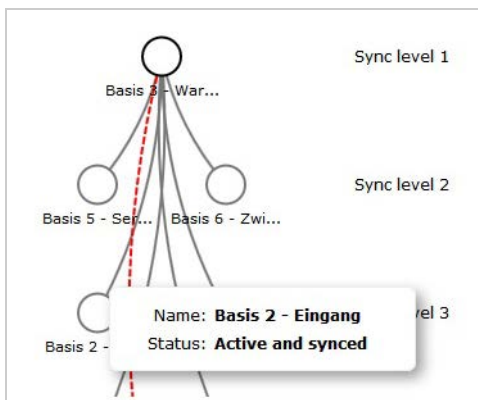 Sync level 1
Basis 3 - War...
Sync level 2
Basis 5 - Ser... Basis 6 - Zwi...
vel 3
Basis 2 -
Name: Basis 2 - Eingang
Status: Active and synced